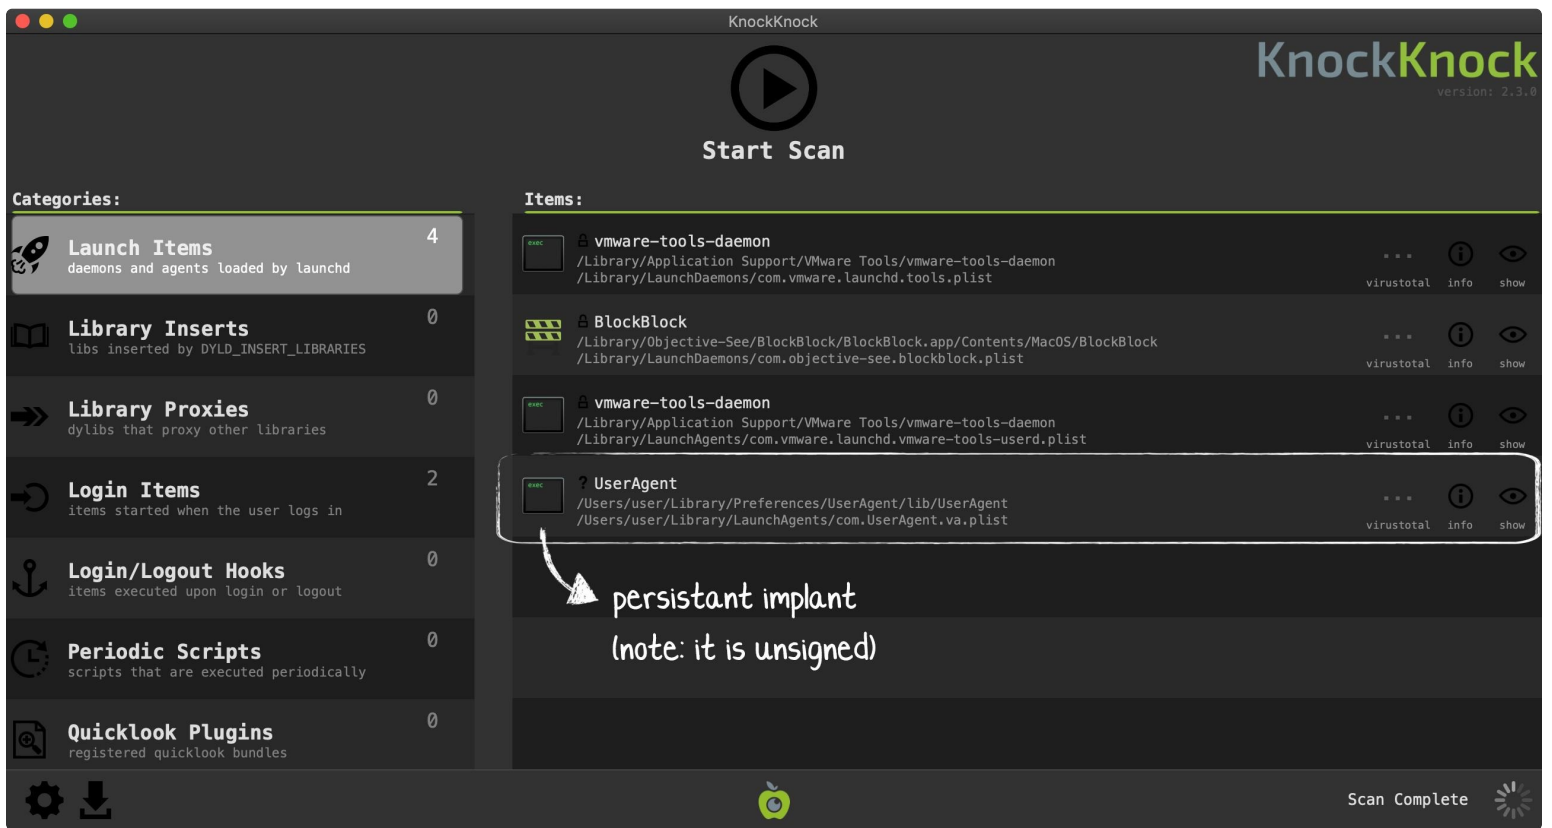 KnockKnock
KnockKnock
version: 2.3.0
Start Scan
Categories:
Launch Items
4
daemons and agents loaded by launchd
Library Inserts
0
libs inserted by DYLD_INSERT_LIBRARIES
Library Proxies
0
dylibs that proxy other libraries
Login Items
2
items started when the user logs in
Login/Logout Hooks
0
items executed upon login or logout
Periodic Scripts
0
scripts that are executed periodically
Quicklook Plugins
0
registered quicklook bundles
Items:
exec
vmware-tools-daemon
/Library/Application Support/VMware Tools/vmware-tools-daemon
/Library/LaunchDaemons/com.vmware.launchd.tools.plist
... virustotal info show
BlockBlock
/Library/Objective-See/BlockBlock/BlockBlock.app/Contents/MacOS/BlockBlock
/Library/LaunchDaemons/com.objective-see.blockblock.plist
... virustotal info show
exec
vmware-tools-daemon
/Library/Application Support/VMware Tools/vmware-tools-daemon
/Library/LaunchAgents/com.vmware.launchd.vmware-tools-userd.plist
... virustotal info show
exec
? UserAgent
/Users/user/Library/Preferences/UserAgent/lib/UserAgent
/Users/user/Library/LaunchAgents/com.UserAgent.va.plist
... virustotal info show
persistant implant
(note: it is unsigned)
Scan Complete